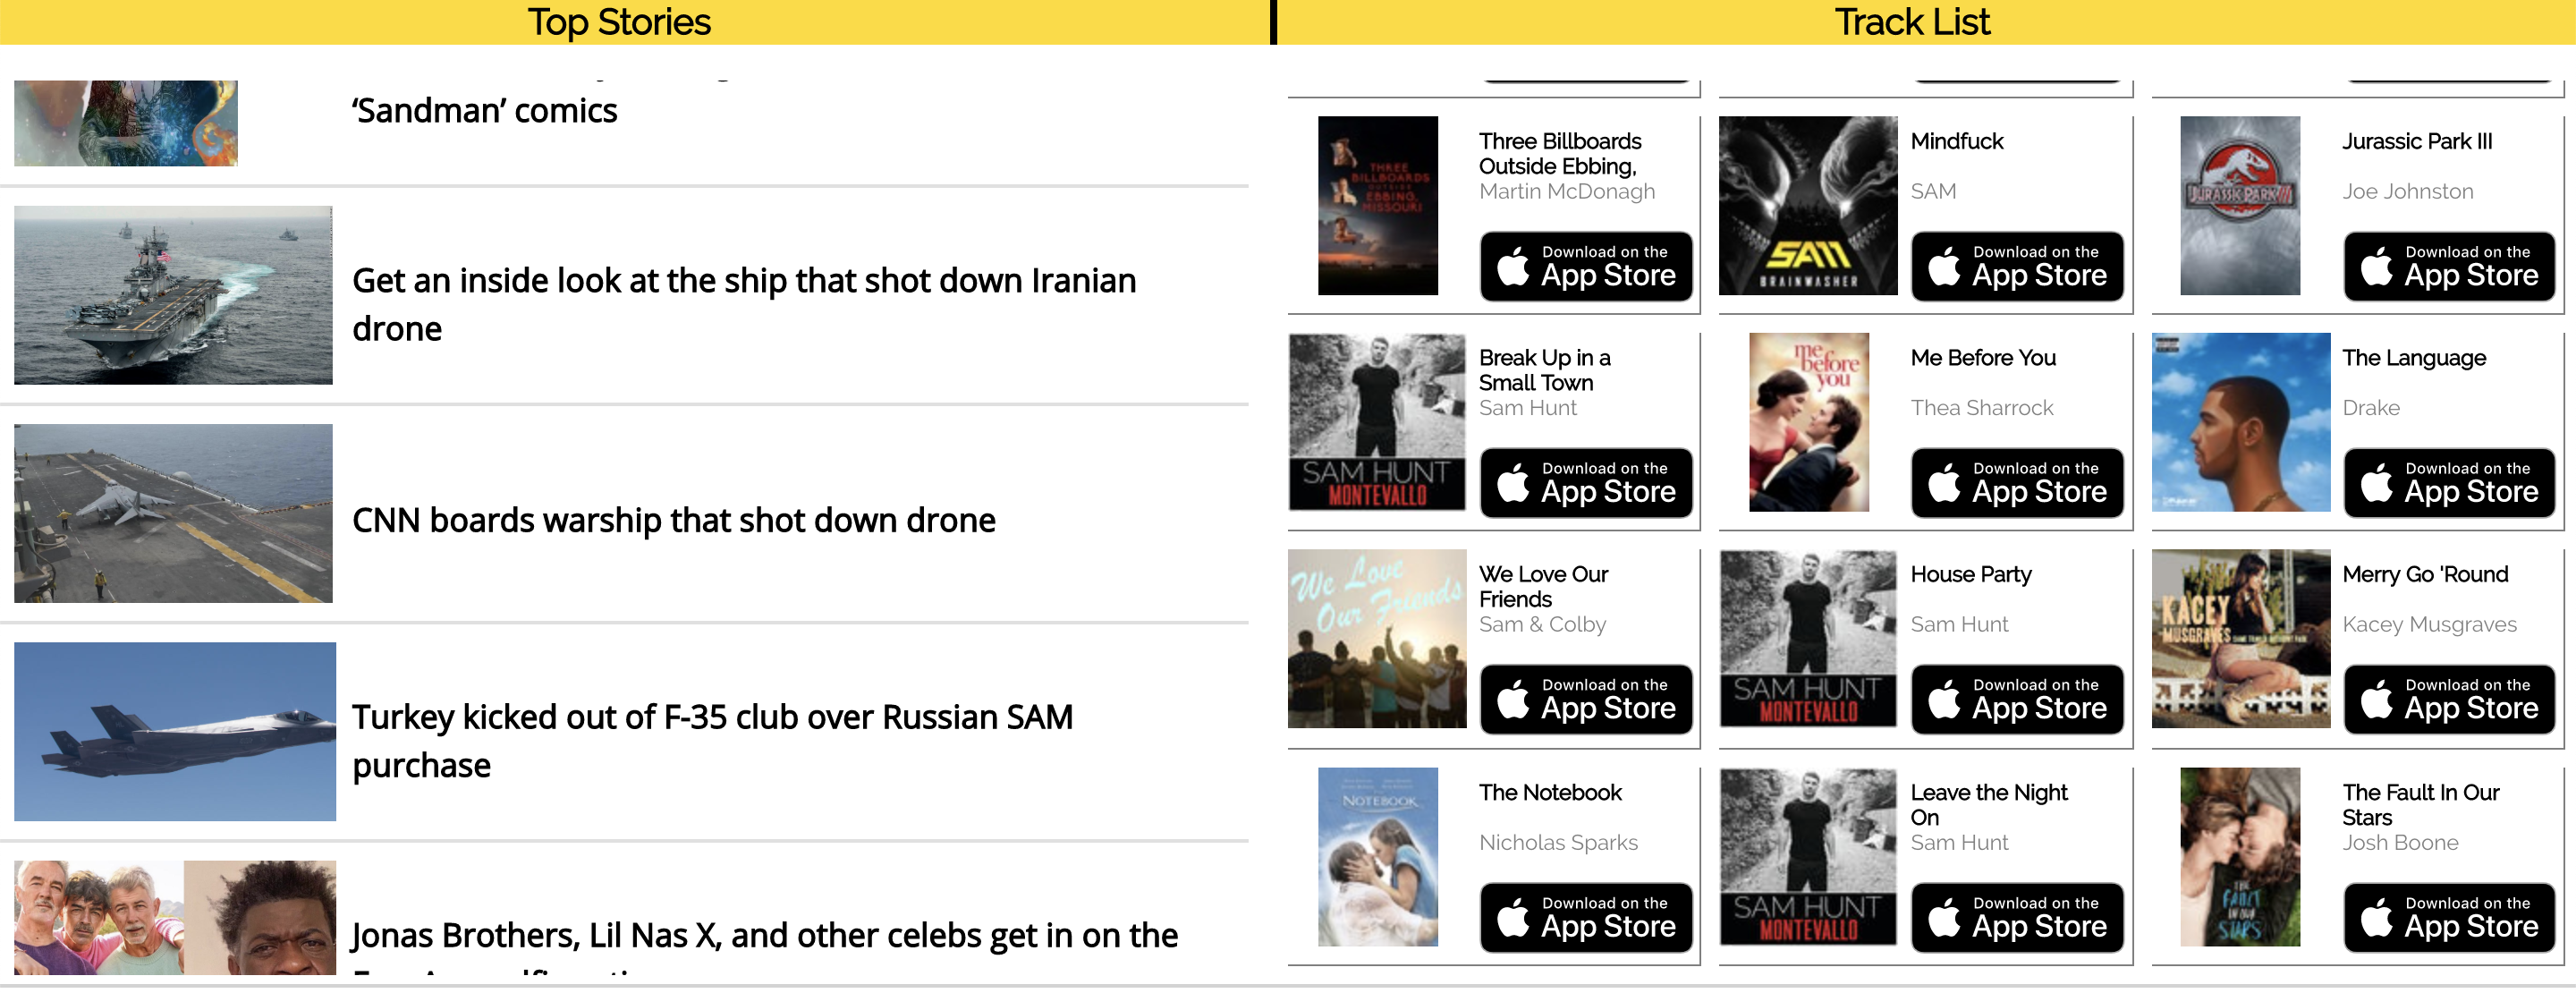 Top Stories
Track List
‘Sandman’ comics
Get an inside look at the ship that shot down Iranian
drone
CNN boards warship that shot down drone
Turkey kicked out of F-35 club over Russian SAM
purchase
Jonas Brothers, Lil Nas X, and other celebs get in on the
THREE
BILLBOARDS
OUTSIDE
EBBING,
MISSOURI
Three Billboards
Outside Ebbing,
Martin McDonagh
Download on the
App Store
SAM
BRAINWASHER
Mindfuck
SAM
Download on the
App Store
JURASSIC PARK III
Jurassic Park III
Joe Johnston
Download on the
App Store
SAM HUNT
MONTEVALLO
Break Up in a
Small Town
Sam Hunt
Download on the
App Store
me
before
you
Me Before You
Thea Sharrock
Download on the
App Store
The Language
Drake
Download on the
App Store
We Love
Our Friends
We Love Our
Friends
Sam & Colby
Download on the
App Store
SAM HUNT
MONTEVALLO
House Party
Sam Hunt
Download on the
App Store
KACEY
MUSGRAVES
Merry Go 'Round
Kacey Musgraves
Download on the
App Store
NOTEBOOK
The Notebook
Nicholas Sparks
Download on the
App Store
SAM HUNT
MONTEVALLO
Leave the Night
On
Sam Hunt
Download on the
App Store
THE
FAULT
IN OUR
STARS
The Fault In Our
Stars
Josh Boone
Download on the
App Store